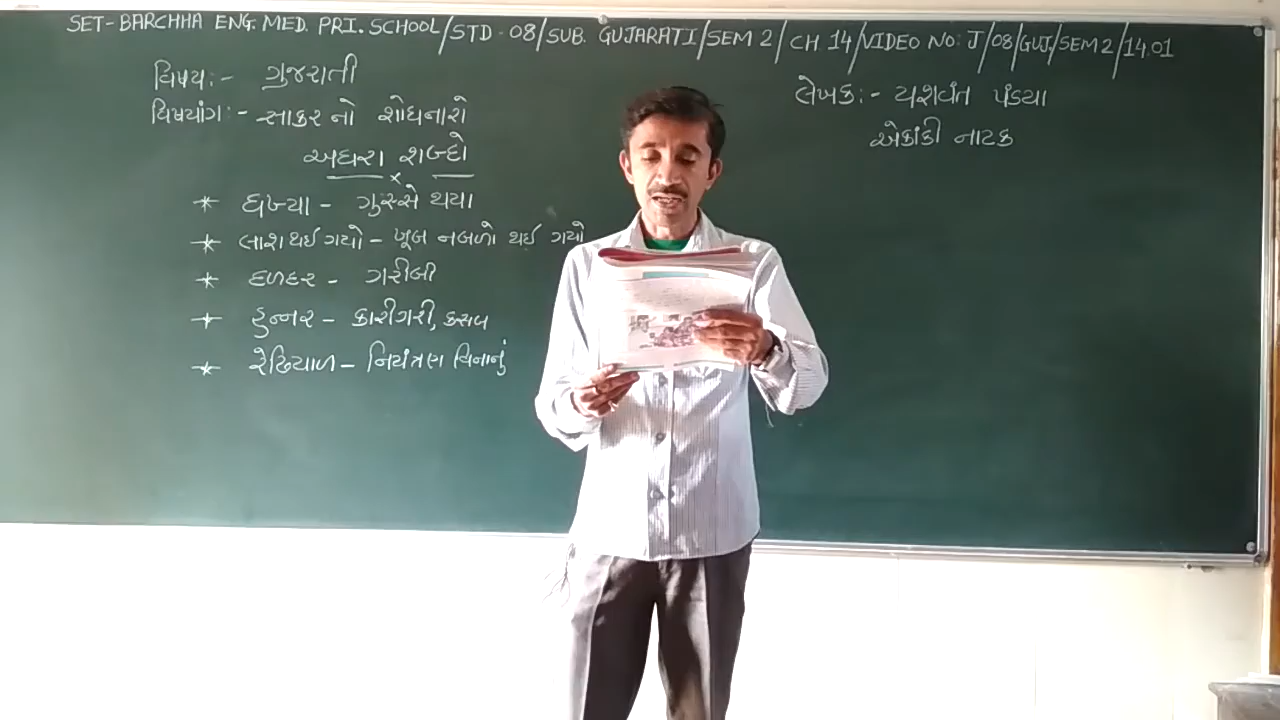 SET-BARCHHA ENG. MED. PRI. SCHOOL/STD-08/SUB. GUJARATI/SEM 2/CH 14/VIDEO NO: J/08/GUJ/SEM2/14.01
વિષય:- ગુજરાતી
વિષયાંગ:- સાકર નો શોધનારો
અઘરા શબ્દો
* ધખ્યા - ગુસ્સે થયા
* લાશ થઈ ગયો - ખૂબ નબળો થઈ ગયો
* દળદર - ગરીબી
* હુન્નર - કારીગરી, કસબ
* રેઢિયાળ - નિયંત્રણ વિનાનું
લેખક:- યશવંત પંડ્યા
એકાંકી નાટક